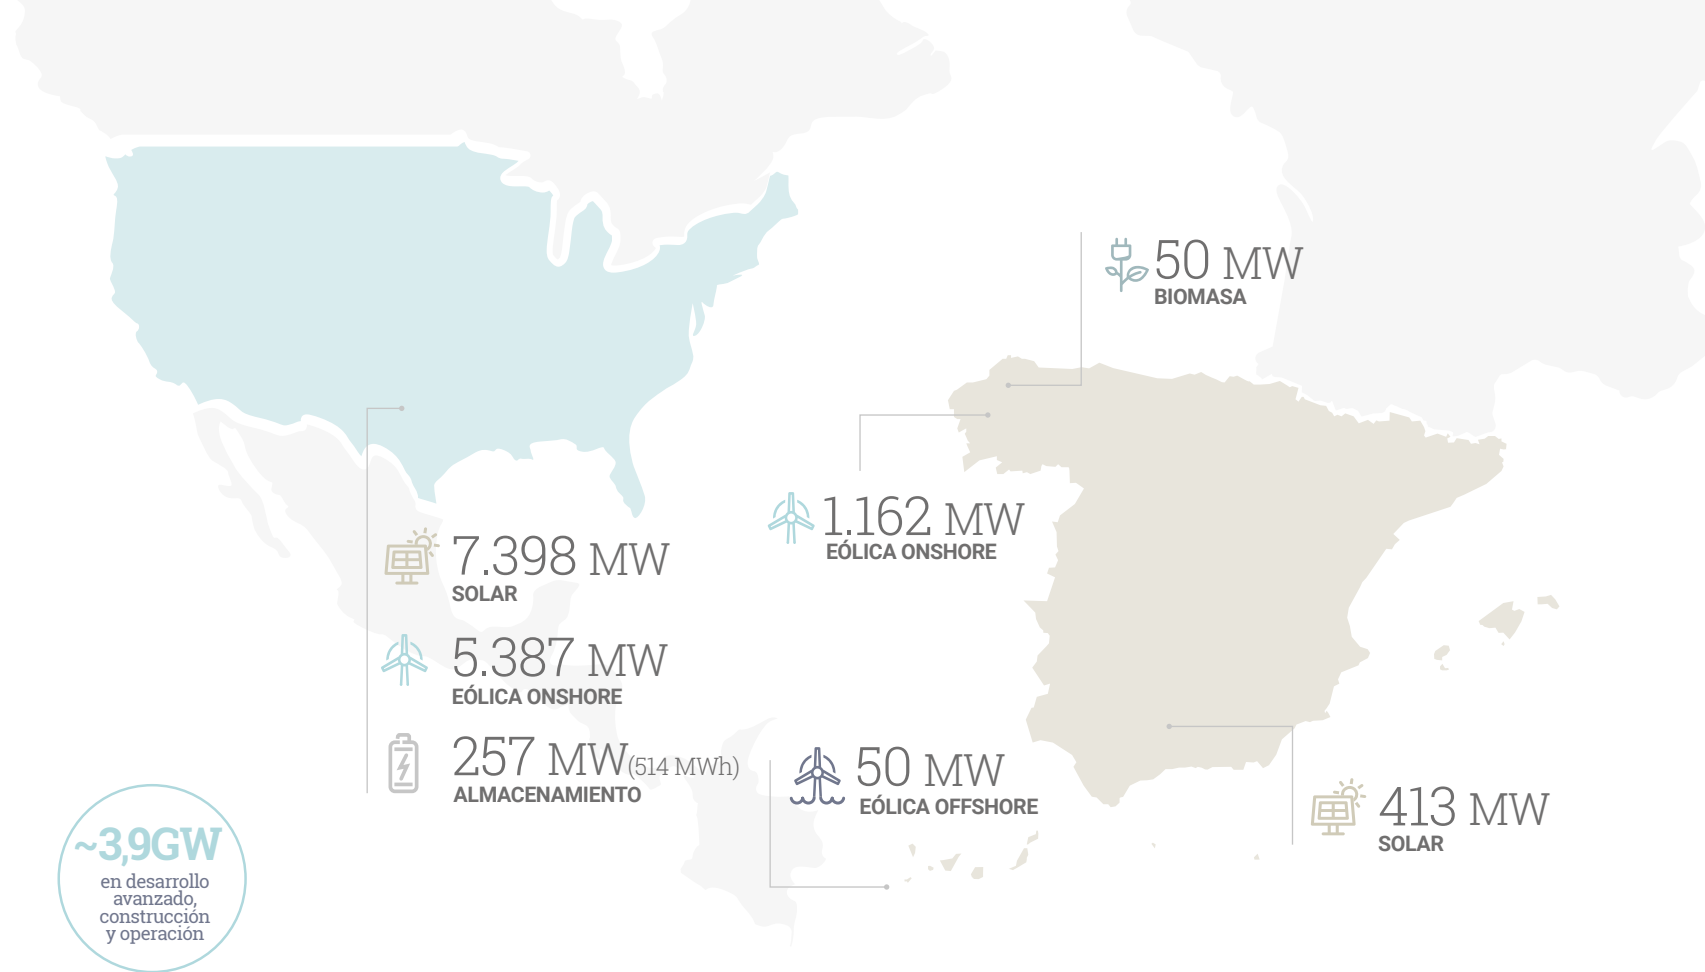 50 MW
BIOMASA
1.162 MW
EÓLICA ONSHORE
7.398 MW
SOLAR
5.387 MW
EÓLICA ONSHORE
257 MW(514 MWh)
ALMACENAMIENTO
50 MW
EÓLICA OFFSHORE
413 MW
SOLAR
~3,9GW
en desarrollo
avanzado,
construcción
y operación